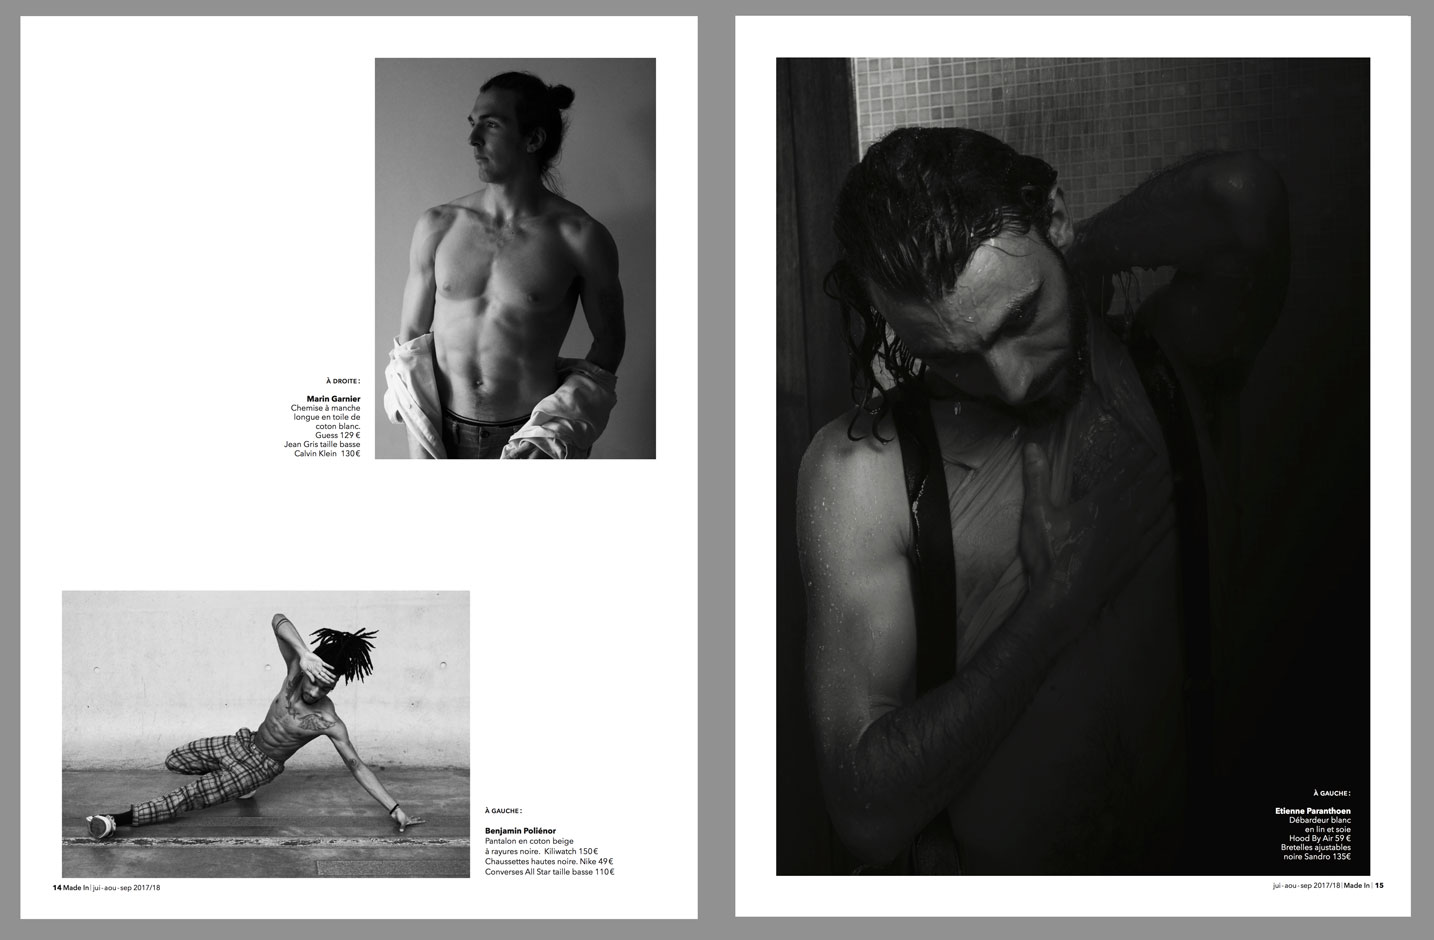 À DROITE :
Marin Garnier
Chemise à manche
longue en toile de
coton blanc.
Guess 129 €
Jean Gris taille basse
Calvin Klein 130 €
À GAUCHE :
Benjamin Poliénor
Pantalon en coton beige
à rayures noire. Kiliwatch 150 €
Chaussettes hautes noire. Nike 49 €
Converses All Star taille basse 110 €
14 Made In | jui - aou - sep 2017/18
À GAUCHE :
Etienne Paranthoen
Débardeur blanc
en lin et soie
Hood By Air 59 €
Bretelles ajustables
noire Sandro 135€
jui - aou - sep 2017/18 | Made In | 15